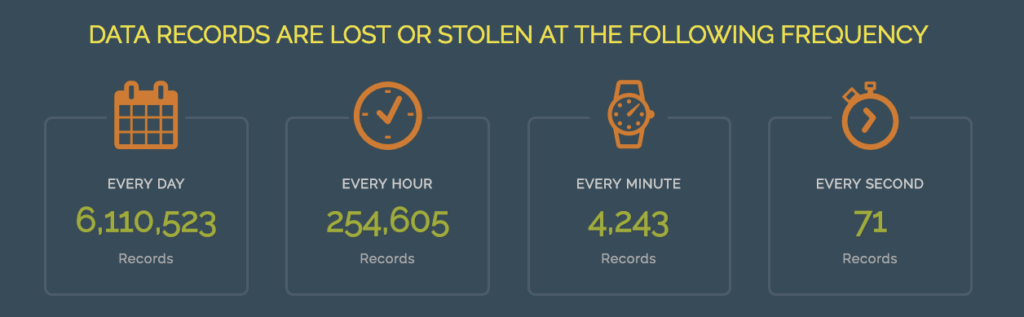 DATA RECORDS ARE LOST OR STOLEN AT THE FOLLOWING FREQUENCY
EVERY DAY
6,110,523
Records
EVERY HOUR
254,605
Records
EVERY MINUTE
4,243
Records
EVERY SECOND
71
Records